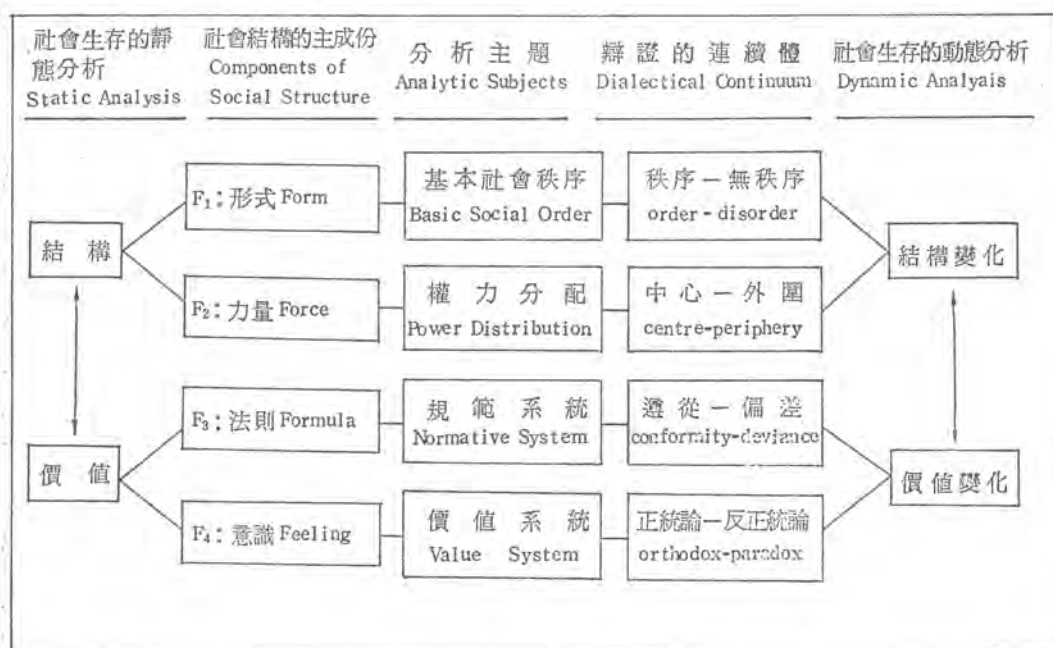 社會生存的靜
態分析
Static Analysis
社會結構的主成份
Components of
Social Structure
分析主題
Analytic Subjects
辯證的連續體
Dialectical Continuum
社會生存的動態分析
Dynamic Analyais
結構
價值
F₁:形式 Form
基本社會秩序
Basic Social Order
秩序－無秩序
order-disorder
F₂:力量 Force
權力分配
Power Distribution
中心－外圍
centre-periphery
F₃:法則 Formula
規範系統
Normative System
遵從－偏差
conformity-deviance
F₄:意識 Feeling
價值系統
Value System
正統論－反正統論
orthodox-paradox
結構變化
價值變化